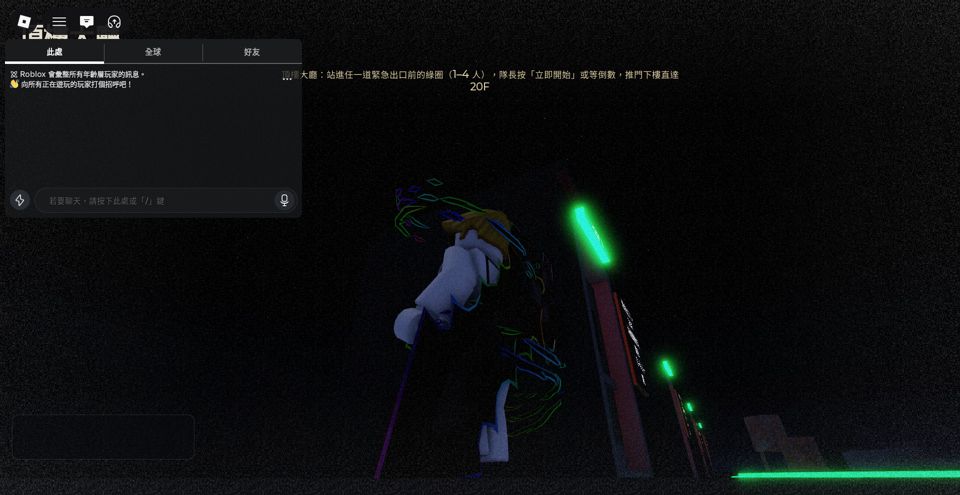 此處
全球
好友
Roblox 會彙整所有年齡層玩家的訊息。
👋 向所有正在遊玩的玩家打個招呼吧！
大廳：站進任一道緊急出口前的綠圈（1–4 人），隊長按「立即開始」或等倒數，推門下樓直達
20F
若要聊天，請按下此處或「/」鍵